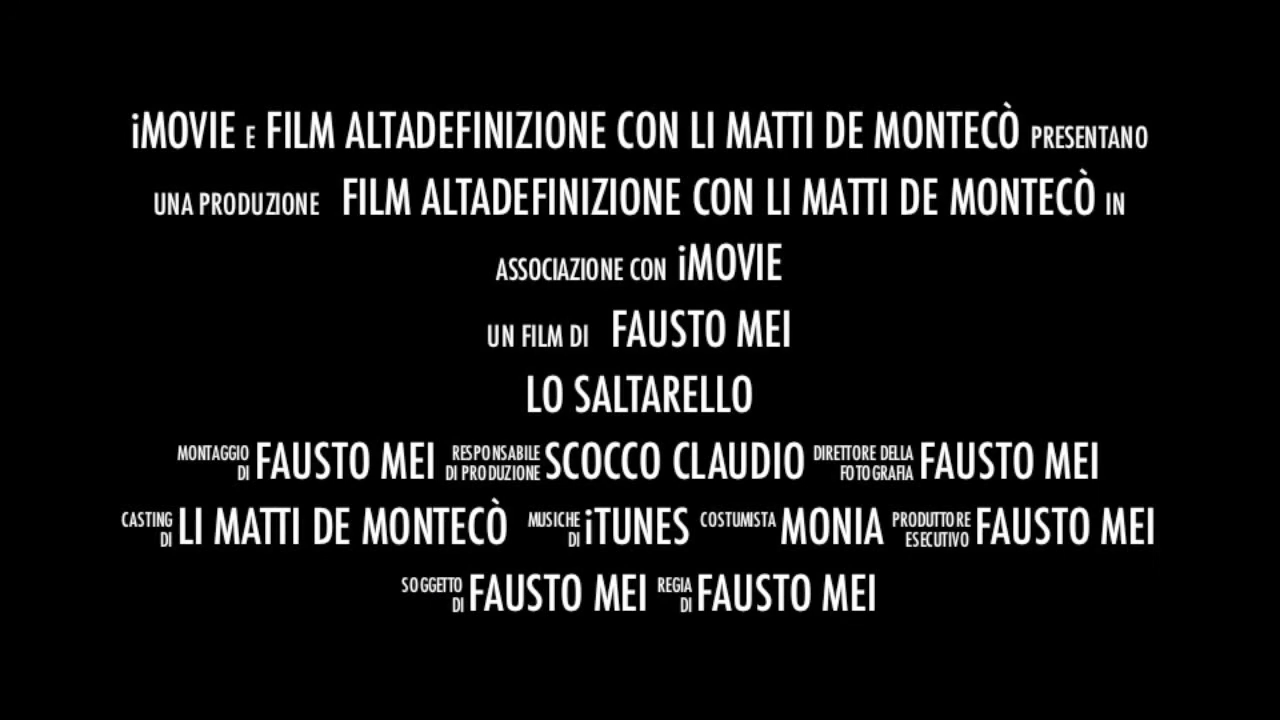 iMOVIE E FILM ALTADEFINIZIONE CON LI MATTI DE MONTECÒ PRESENTANO
UNA PRODUZIONE FILM ALTADEFINIZIONE CON LI MATTI DE MONTECÒ IN
ASSOCIAZIONE CON iMOVIE
UN FILM DI FAUSTO MEI
LO SALTARELLO
MONTAGGIO DI FAUSTO MEI RESPONSABILE DI PRODUZIONE SCOCCO CLAUDIO DIRETTORE DELLA FOTOGRAFIA FAUSTO MEI
CASTING DI LI MATTI DE MONTECÒ MUSICHE DI iTUNES COSTUMISTA MONIA PRODUTTORE ESECUTIVO FAUSTO MEI
SOGGETTO DI FAUSTO MEI REGIA DI FAUSTO MEI